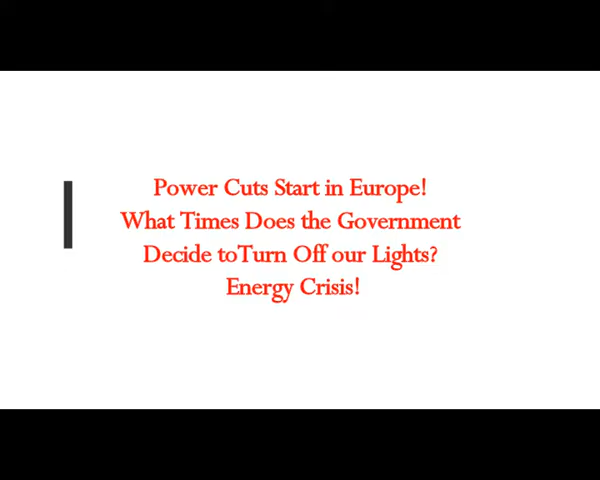 Power Cuts Start in Europe!
What Times Does the Government
Decide toTurn Off our Lights?
Energy Crisis!